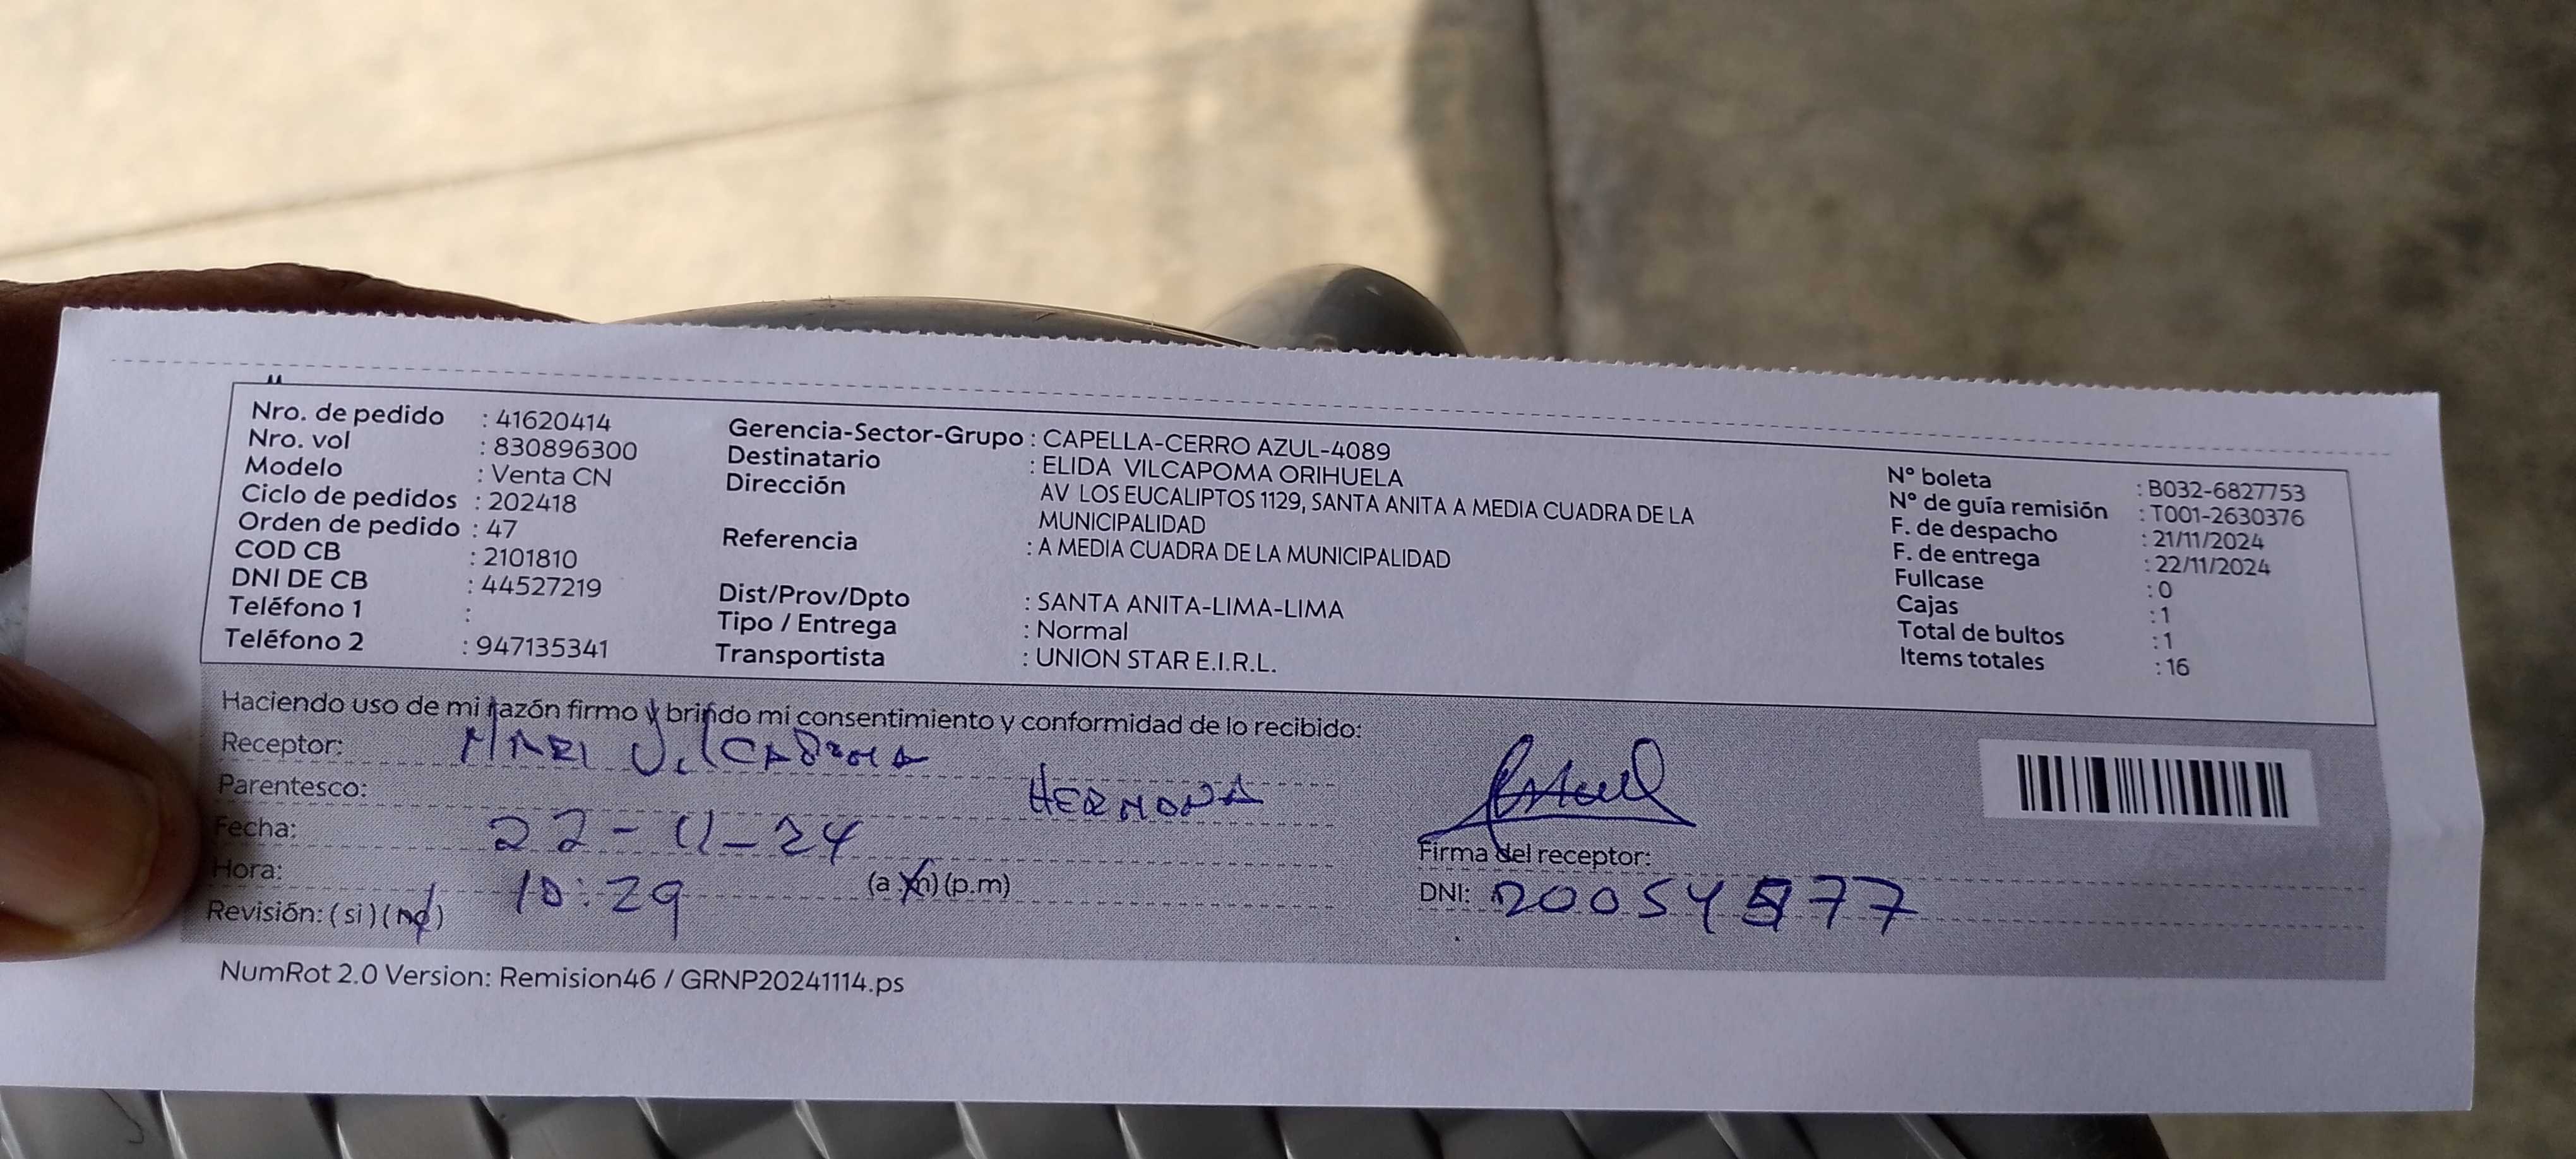 Nro. de pedido : 41620414
Nro. vol : 830896300
Modelo : Venta CN
Ciclo de pedidos : 202418
Orden de pedido : 47
COD CB : 2101810
DNI DE CB : 44527219
Teléfono 1 :
Teléfono 2 : 947135341
Gerencia-Sector-Grupo : CAPELLA-CERRO AZUL-4089
Destinatario : ELIDA VILCAPOMA ORIHUELA
Dirección AV LOS EUCALIPTOS 1129, SANTA ANITA A MEDIA CUADRA DE LA
MUNICIPALIDAD
Referencia : A MEDIA CUADRA DE LA MUNICIPALIDAD
Dist/Prov/Dpto : SANTA ANITA-LIMA-LIMA
Tipo / Entrega : Normal
Transportista : UNION STAR E.I.R.L.
N° boleta : B032-6827753
N° de guía remisión : T001-2630376
F. de despacho : 21/11/2024
F. de entrega : 22/11/2024
Fullcase : 0
Cajas : 1
Total de bultos : 1
Items totales : 16
Haciendo uso de mi razón firmo y brindo mi consentimiento y conformidad de lo recibido:
Receptor: MARI
Parentesco: HERMONA
Fecha: 22-11-24
Hora: 10:29 (a.m) (p.m)
Revisión: (si) (no)
Firma del receptor:
DNI:
NumRot 2.0 Version: Remision46 / GRNP20241114.ps